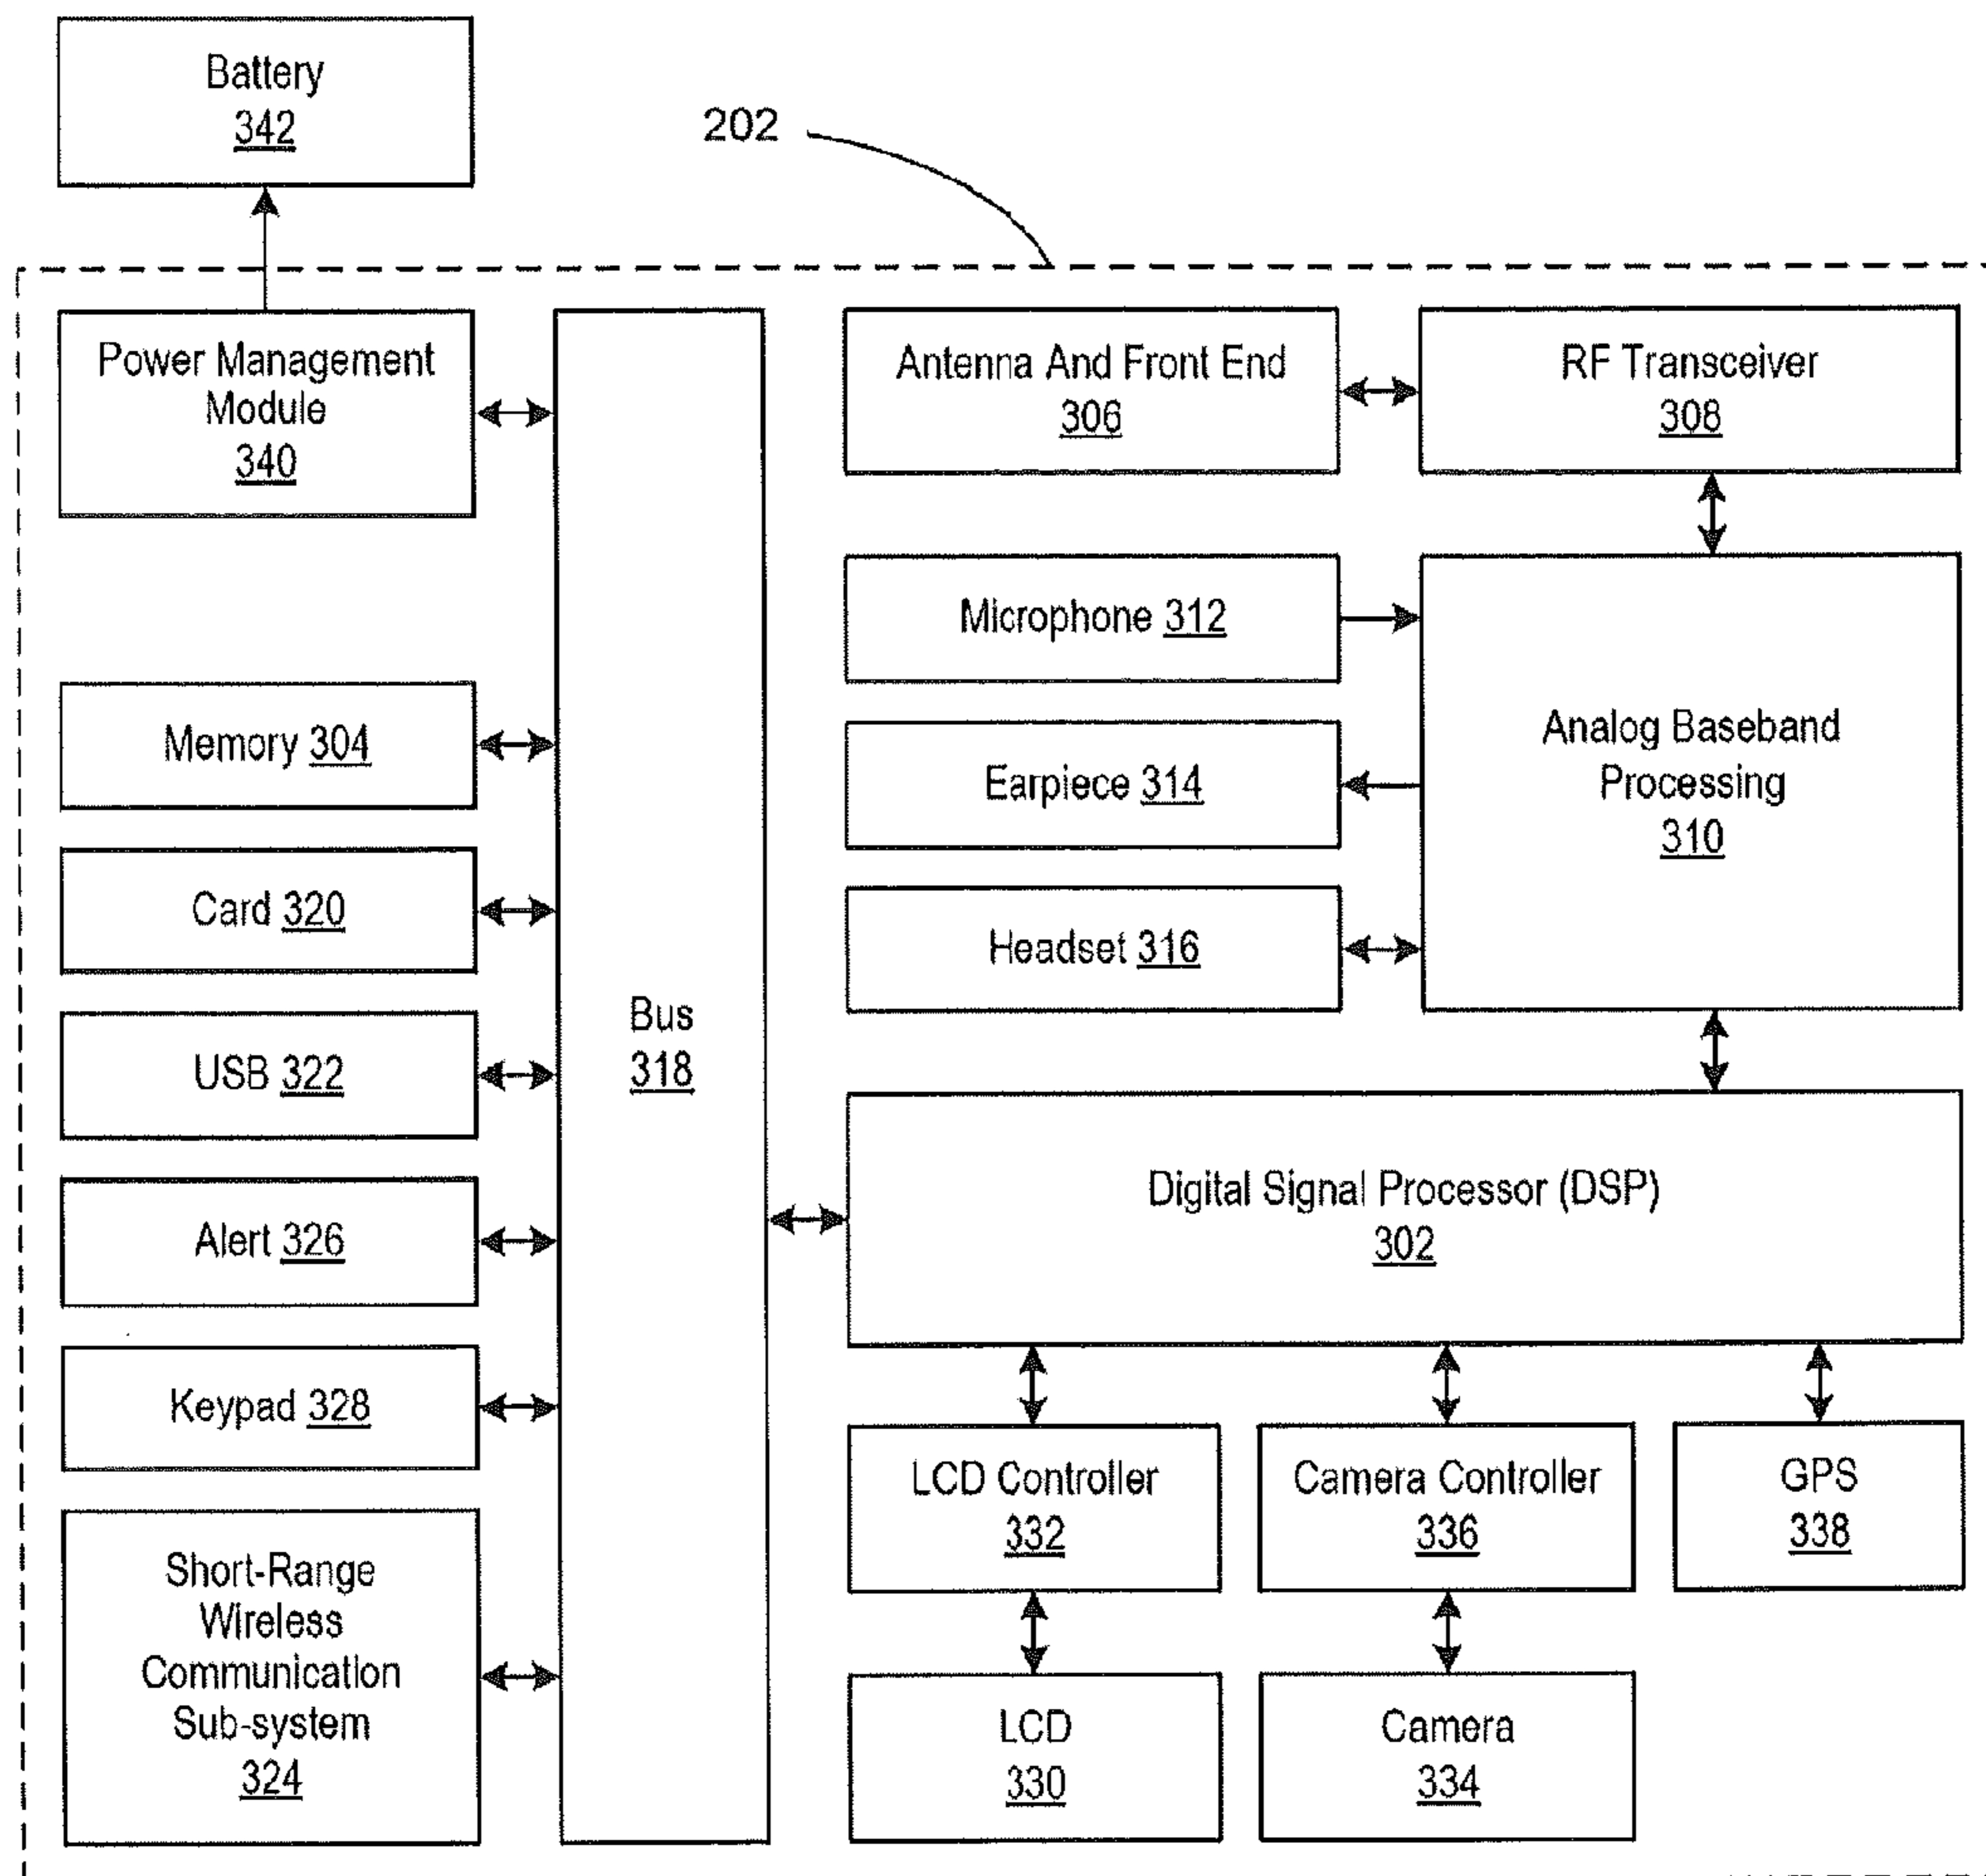 Battery
342
202
Power Management
Module
340
Antenna And Front End
306
RF Transceiver
308
Microphone 312
Earpiece 314
Headset 316
Analog Baseband
Processing
310
Memory 304
Card 320
USB 322
Alert 326
Keypad 328
Short-Range
Wireless
Communication
Sub-system
324
Bus
318
Digital Signal Processor (DSP)
302
LCD Controller
332
Camera Controller
336
GPS
338
LCD
330
Camera
334